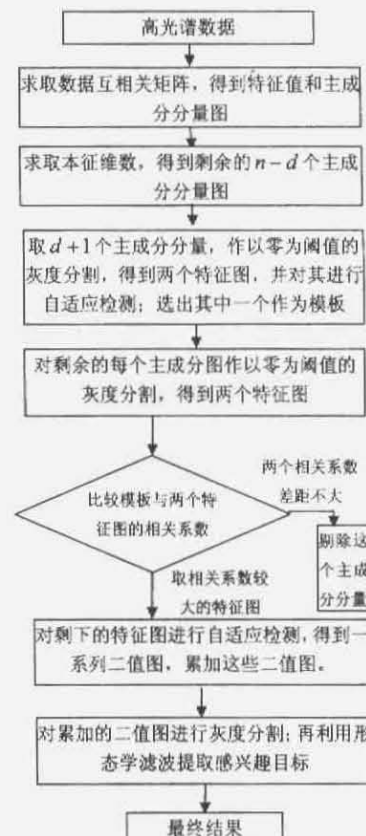 高光谱数据
求取数据互相关矩阵，得到特征值和主成
分分量图
求取本征维数，得到剩余的 n−d 个主成
分分量图
取 d+1 个主成分分量，作以零为阈值的
灰度分割，得到两个特征图，并对其进行
自适应检测；选出其中一个作为模板
对剩余的每个主成分图作以零为阈值的
灰度分割，得到两个特征图
比较模板与两个特
征图的相关系数
两个相关系数
差距不大
剔除这
个主成
分分量
取相关系数较
大的特征图
对剩下的特征图进行自适应检测，得到一
系列二值图，累加这些二值图。
对累加的二值图进行灰度分割；再利用形
态学滤波提取感兴趣目标
最终结果